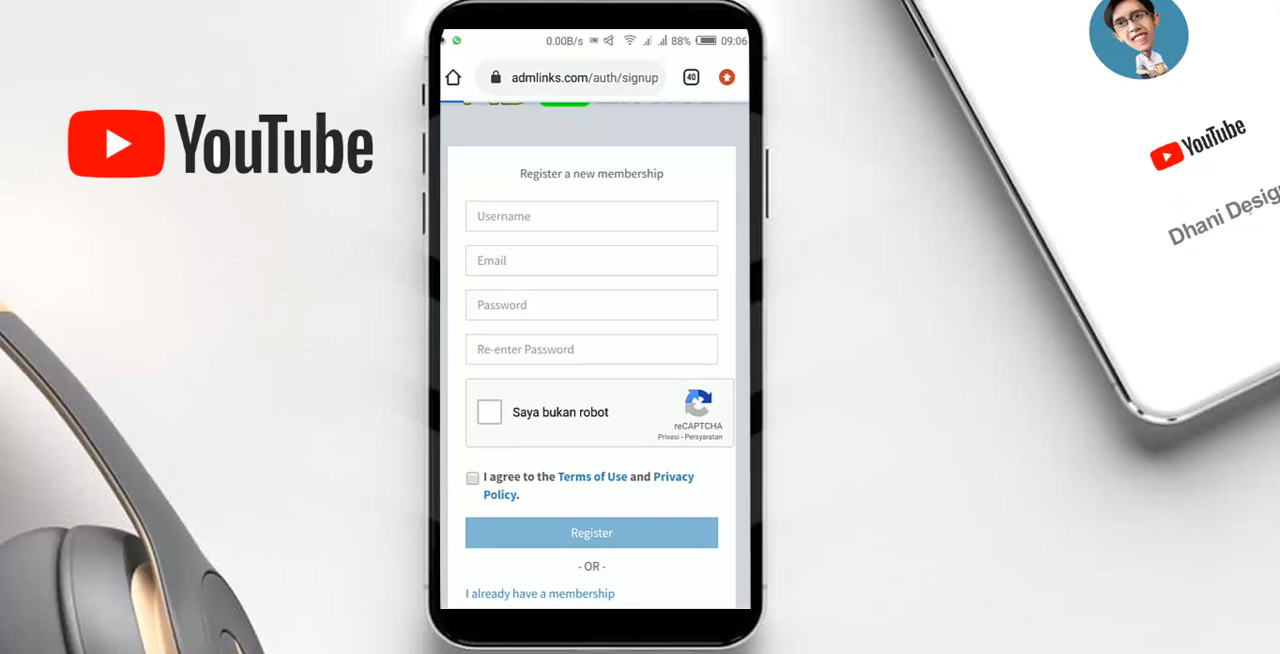 YouTube
0.00B/s
88%
09:06
admlinks.com/auth/signup
40
Register a new membership
Username
Email
Password
Re-enter Password
Saya bukan robot
reCAPTCHA
Privasi - Persyaratan
I agree to the Terms of Use and Privacy
Policy.
Register
- OR -
I already have a membership
YouTube
Dhani Design